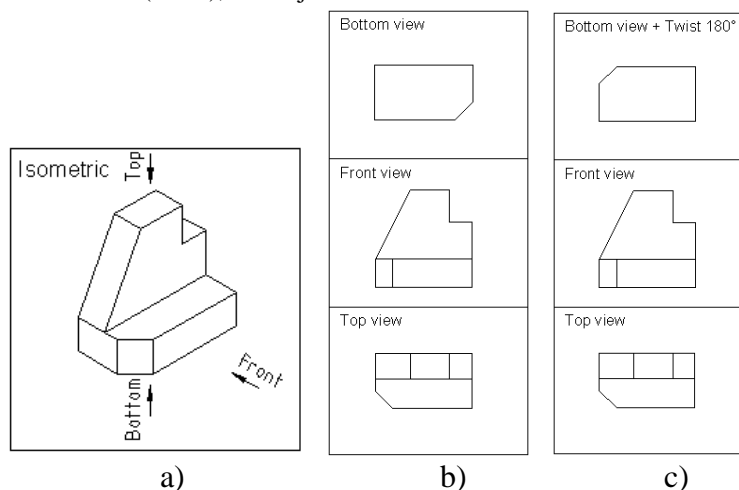 Bottom view
Bottom view + Twist 180°
Isometric
Top
Front view
Front view
Front
Bottom
Top view
Top view
a)
b)
c)